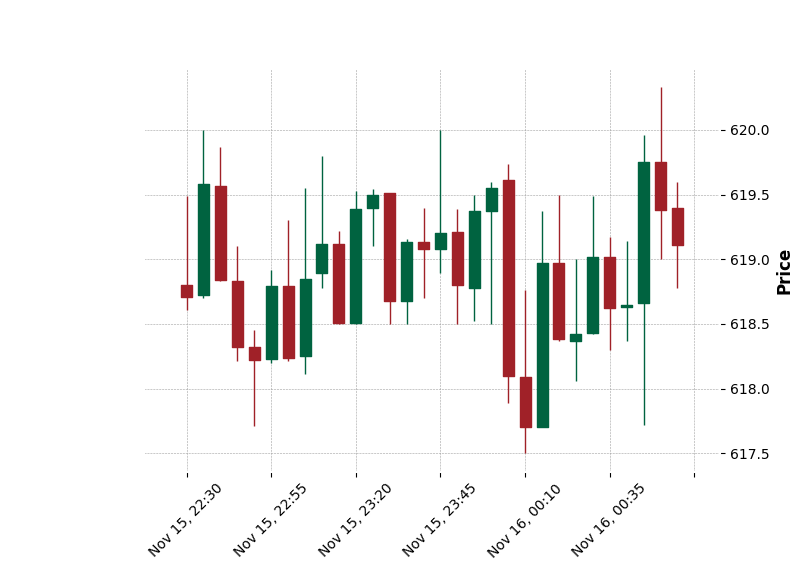 620.0
619.5
619.0
618.5
618.0
617.5
Price
Nov 15, 22:30
Nov 15, 22:55
Nov 15, 23:20
Nov 15, 23:45
Nov 16, 00:10
Nov 16, 00:35